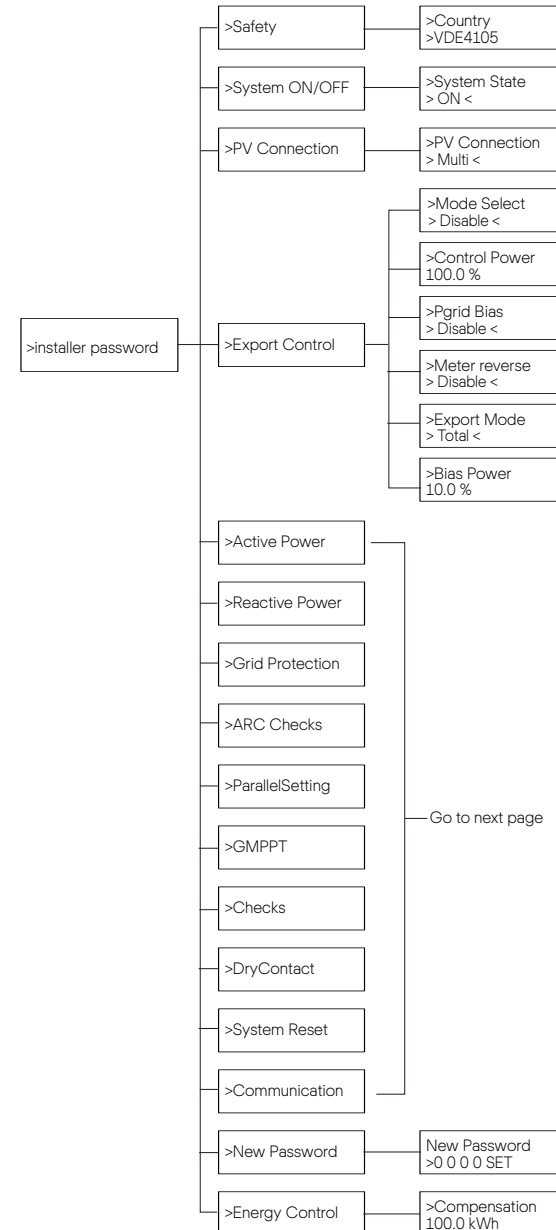 >installer password
>Safety
>Country
>VDE4105
>System ON/OFF
>System State
> ON <
>PV Connection
>PV Connection
> Multi <
>Export Control
>Mode Select
> Disable <
>Control Power
100.0 %
>Pgrid Bias
> Disable <
>Meter reverse
> Disable <
>Export Mode
> Total <
>Bias Power
10.0 %
>Active Power
>Reactive Power
>Grid Protection
>ARC Checks
>ParallelSetting
>GMPPT
>Checks
>DryContact
>System Reset
>Communication
Go to next page
>New Password
New Password
>0 0 0 0 SET
>Energy Control
>Compensation
100.0 kWh